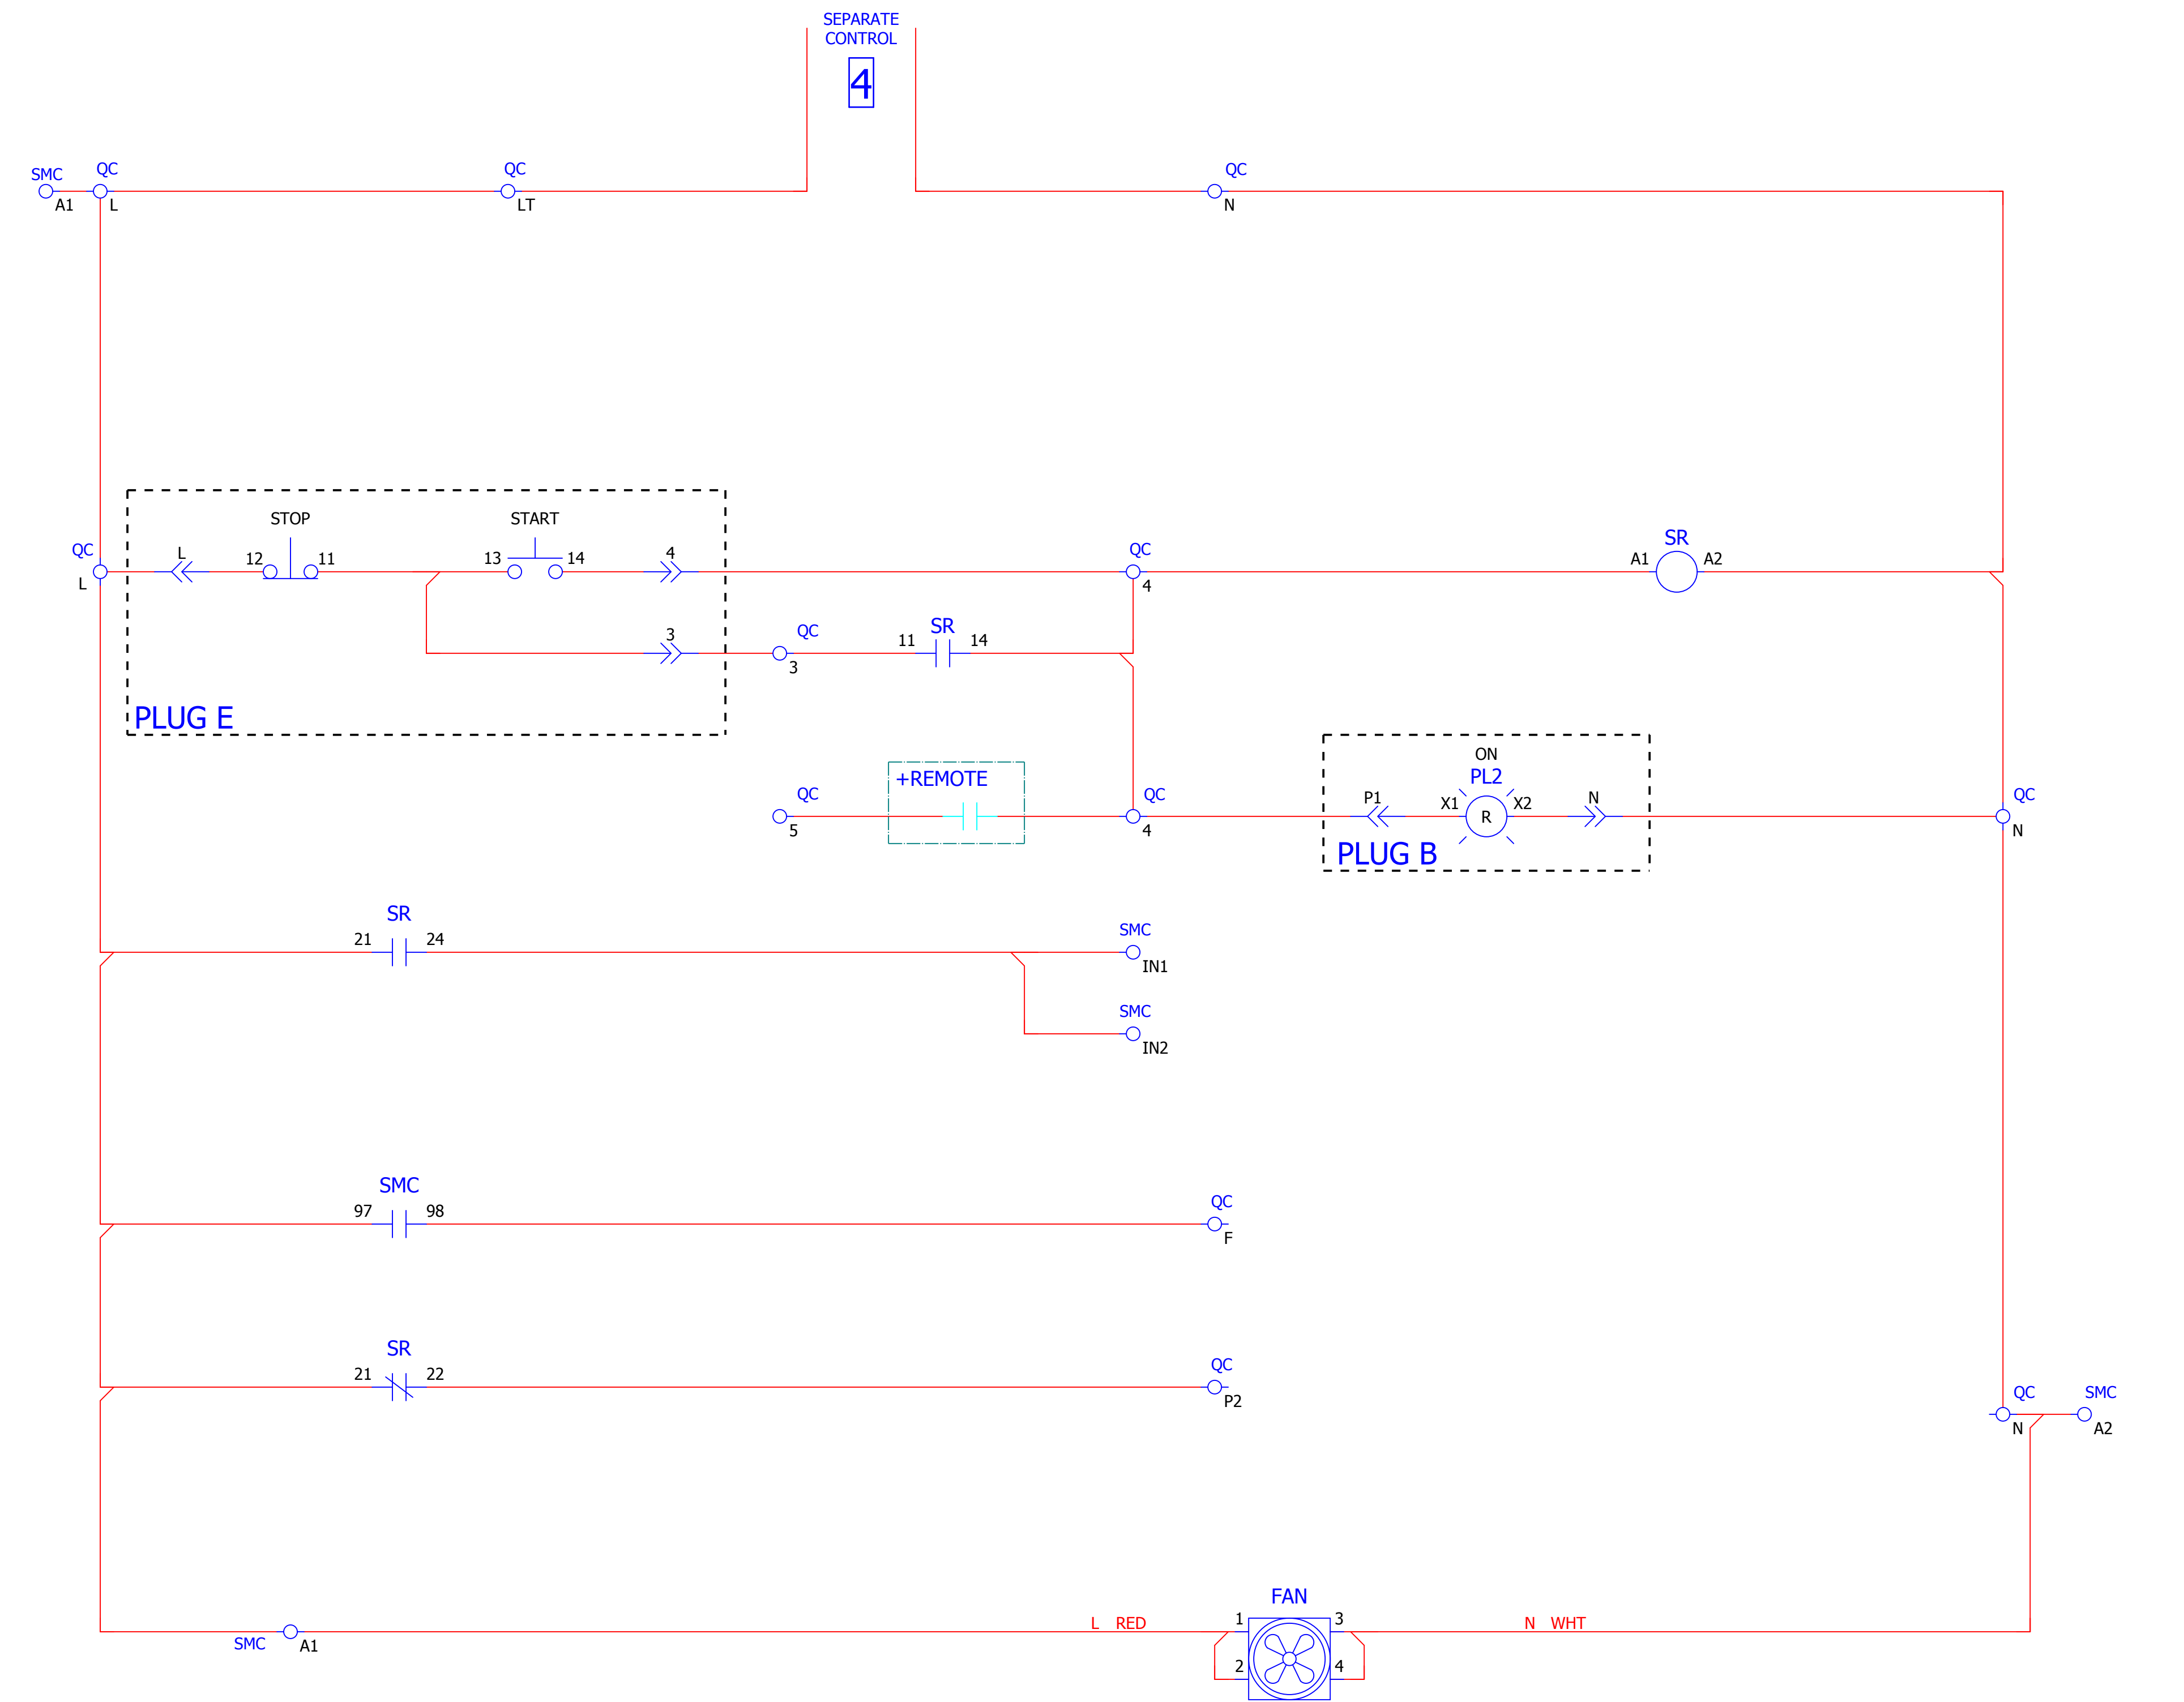 SEPARATE
CONTROL
4
SMC
A1
QC
L
QC
LT
QC
N
STOP
START
QC
L
L
12
11
13
14
4
QC
4
SR
A1
A2
3
QC
3
SR
11
14
PLUG E
+REMOTE
QC
5
QC
4
ON
PL2
P1
X1
R
X2
N
PLUG B
QC
N
SR
21
24
SMC
IN1
SMC
IN2
SMC
97
98
QC
F
SR
21
22
QC
P2
QC
N
SMC
A2
FAN
SMC
A1
L RED
1
2
3
4
N WHT